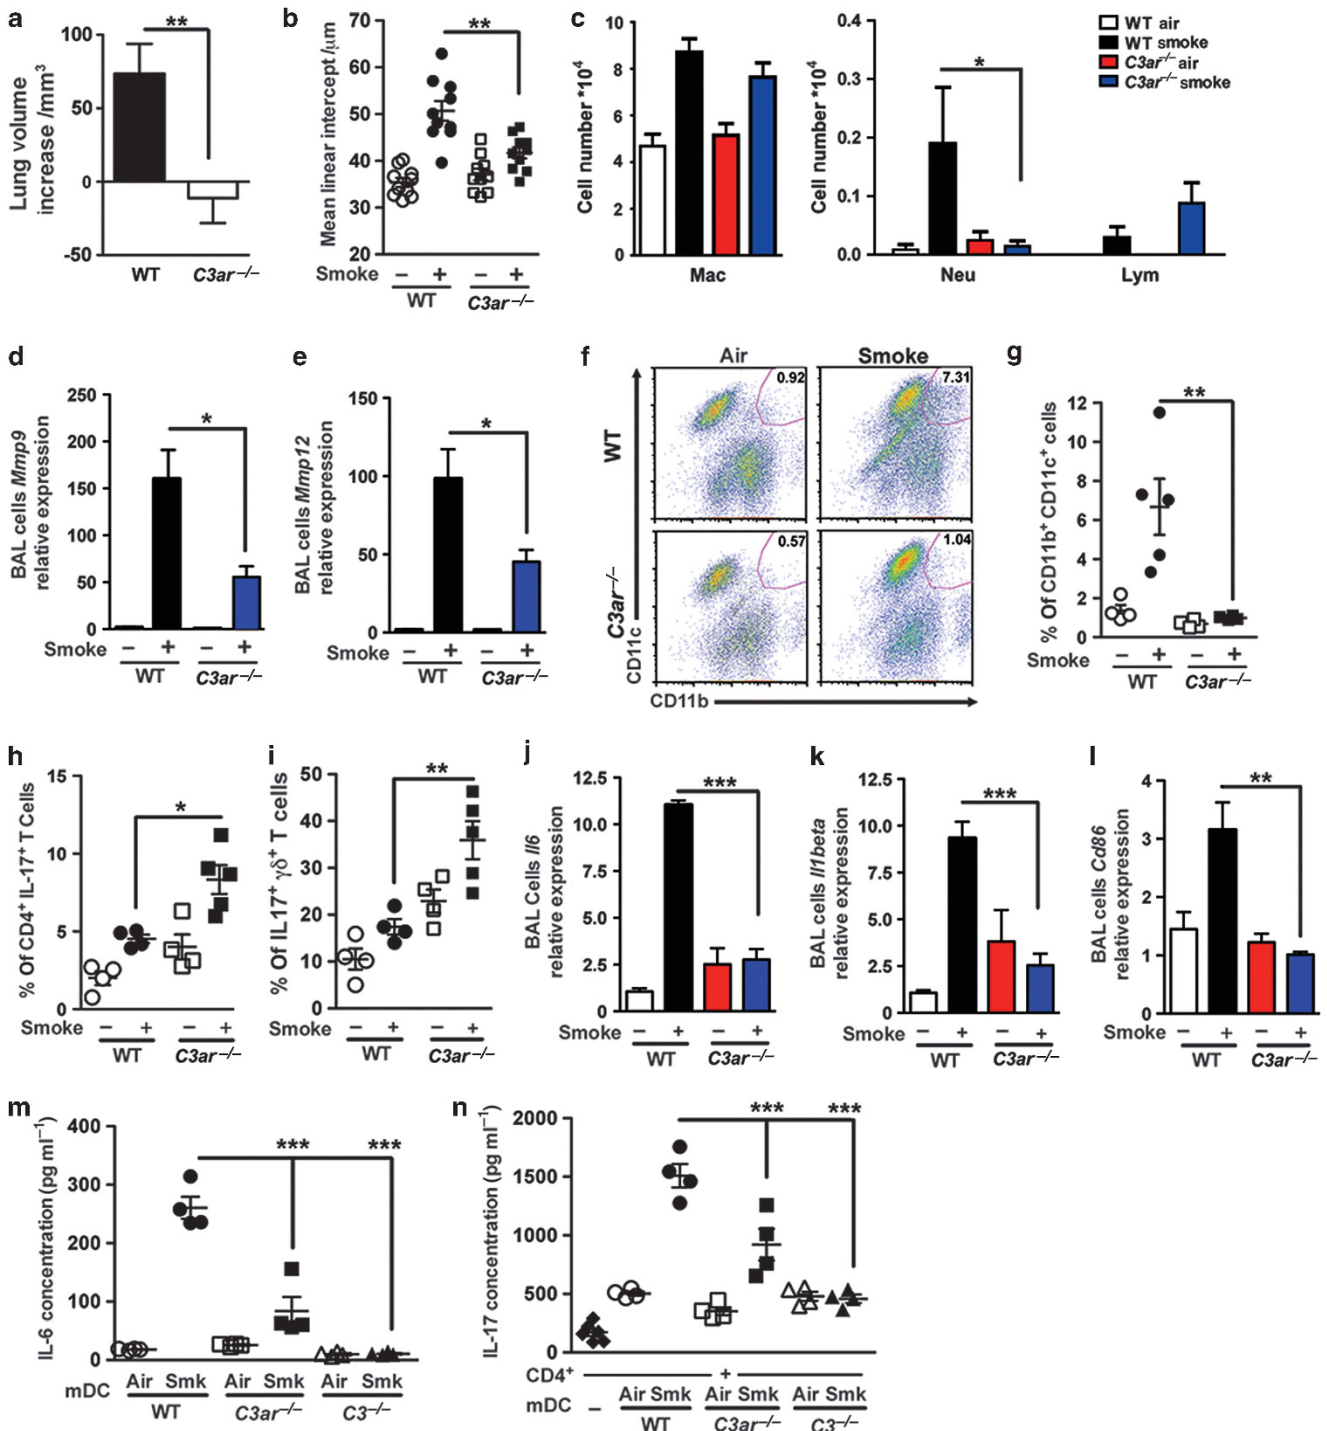 a
Lung volume
increase /mm³
100
50
0
-50
**
WT
C3ar−/−
b
Mean linear intercept /μm
70
60
50
40
30
20
**
Smoke − + − +
WT
C3ar−/−
c
Cell number *10⁴
10
8
6
4
2
0
Mac
Cell number *10⁴
0.4
0.3
0.2
0.1
0.0
*
Neu
Lym
WT air
WT smoke
C3ar−/− air
C3ar−/− smoke
d
BAL cells Mmp9
relative expression
250
200
150
100
50
0
*
Smoke − + − +
WT
C3ar−/−
e
BAL cells Mmp12
relative expression
150
100
50
0
*
− + − +
WT
C3ar−/−
f
Air
Smoke
WT
0.92
7.31
C3ar−/−
0.57
1.04
CD11c
CD11b
g
% Of CD11b⁺ CD11c⁺ cells
12
10
8
6
4
2
0
**
Smoke − + − +
WT
C3ar−/−
h
% Of CD4⁺ IL-17⁺ T Cells
15
10
5
0
*
Smoke − + − +
WT
C3ar−/−
i
% Of IL17⁺ γδ⁺ T cells
50
40
30
20
10
0
**
− + − +
WT
C3ar−/−
j
BAL Cells Il6
relative expression
12.5
10.0
5.0
2.5
0
***
Smoke − + − +
WT
C3ar−/−
k
BAL cells Il1beta
relative expression
12.5
10.0
5.0
2.5
0
***
Smoke − + − +
WT
C3ar−/−
l
BAL cells Cd86
relative expression
4
3
2
1
0
**
Smoke − + − +
WT
C3ar−/−
m
IL-6 concentration (pg ml⁻¹)
400
300
200
100
0
*** ***
mDC
Air Smk Air Smk Air Smk
WT
C3ar−/−
C3−/−
n
IL-17 concentration (pg ml⁻¹)
2000
1500
1000
500
0
*** ***
CD4⁺ +
mDC − Air Smk Air Smk Air Smk
WT
C3ar−/−
C3−/−